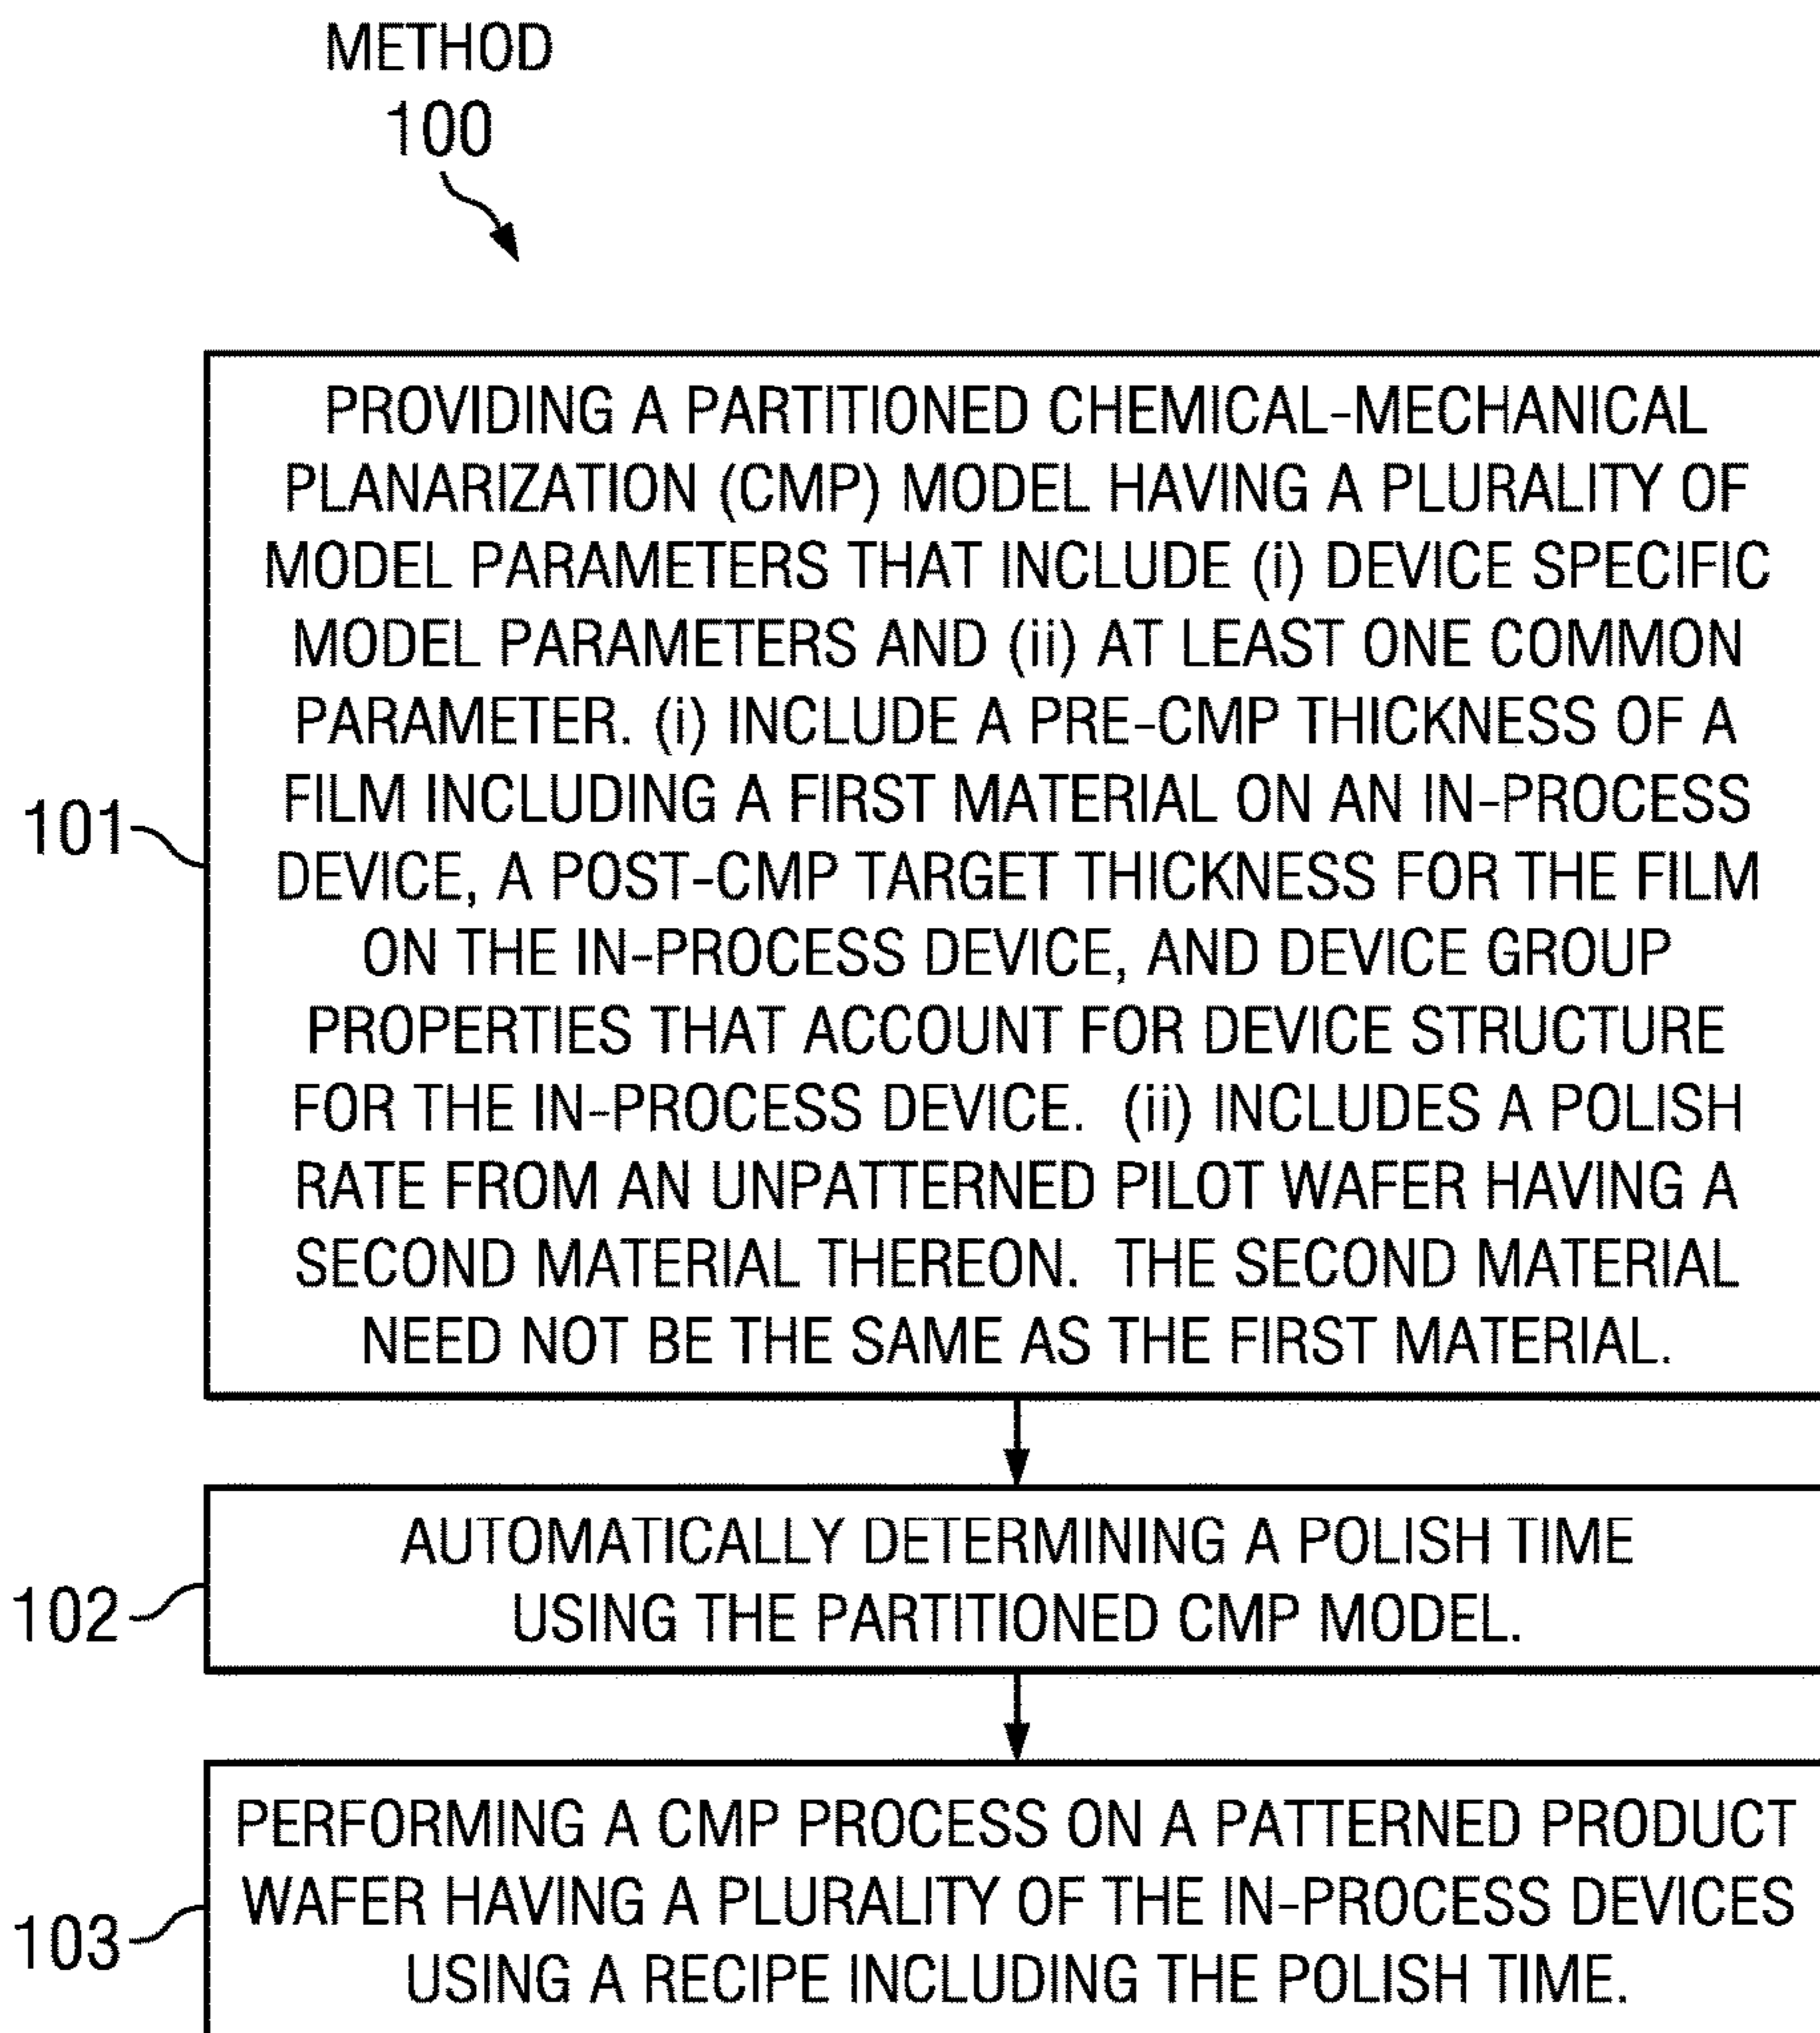 METHOD
100
PROVIDING A PARTITIONED CHEMICAL-MECHANICAL
PLANARIZATION (CMP) MODEL HAVING A PLURALITY OF
MODEL PARAMETERS THAT INCLUDE (i) DEVICE SPECIFIC
MODEL PARAMETERS AND (ii) AT LEAST ONE COMMON
PARAMETER. (i) INCLUDE A PRE-CMP THICKNESS OF A
FILM INCLUDING A FIRST MATERIAL ON AN IN-PROCESS
DEVICE, A POST-CMP TARGET THICKNESS FOR THE FILM
ON THE IN-PROCESS DEVICE, AND DEVICE GROUP
PROPERTIES THAT ACCOUNT FOR DEVICE STRUCTURE
FOR THE IN-PROCESS DEVICE. (ii) INCLUDES A POLISH
RATE FROM AN UNPATTERNED PILOT WAFER HAVING A
SECOND MATERIAL THEREON. THE SECOND MATERIAL
NEED NOT BE THE SAME AS THE FIRST MATERIAL.
101
AUTOMATICALLY DETERMINING A POLISH TIME
USING THE PARTITIONED CMP MODEL.
102
PERFORMING A CMP PROCESS ON A PATTERNED PRODUCT
WAFER HAVING A PLURALITY OF THE IN-PROCESS DEVICES
USING A RECIPE INCLUDING THE POLISH TIME.
103